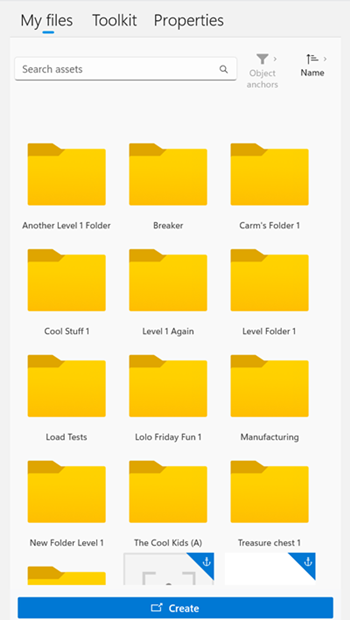 My files Toolkit Properties
Search assets
Object
anchors
Name
Another Level 1 Folder Breaker Carm's Folder 1
Cool Stuff 1 Level 1 Again Level Folder 1
Load Tests Lolo Friday Fun 1 Manufacturing
New Folder Level 1 The Cool Kids (A) Treasure chest 1
Create